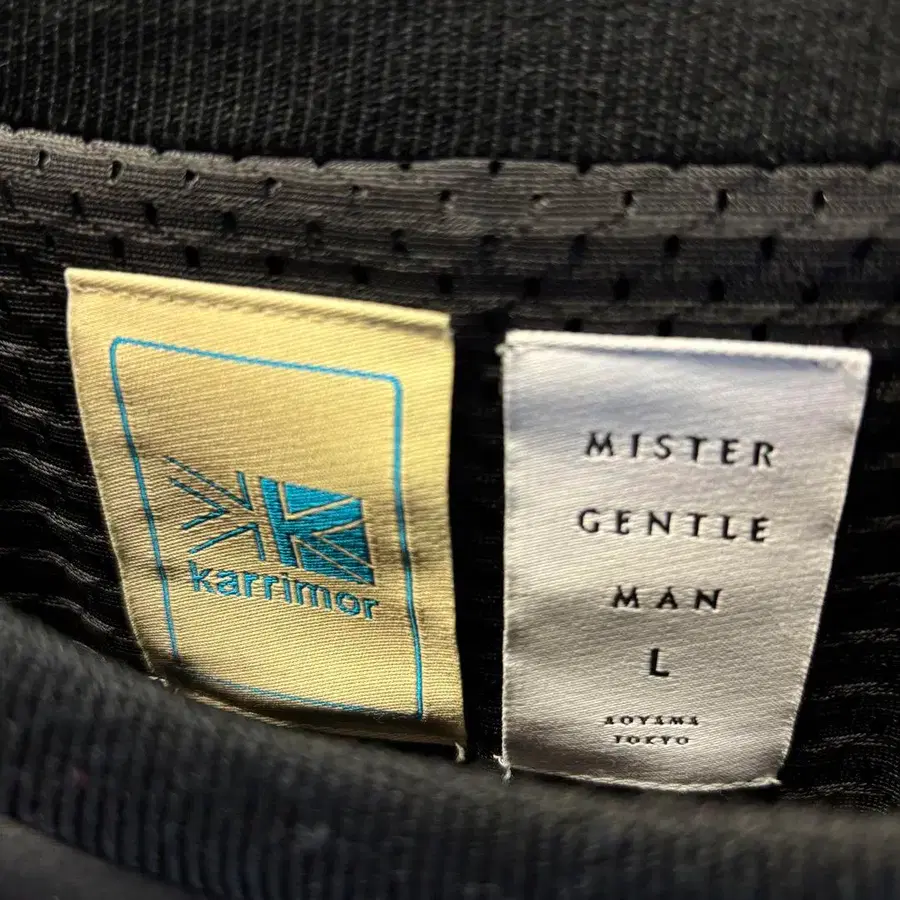 karrimor
MISTER
GENTLE
MAN
L
AOYAMA
TOKYO